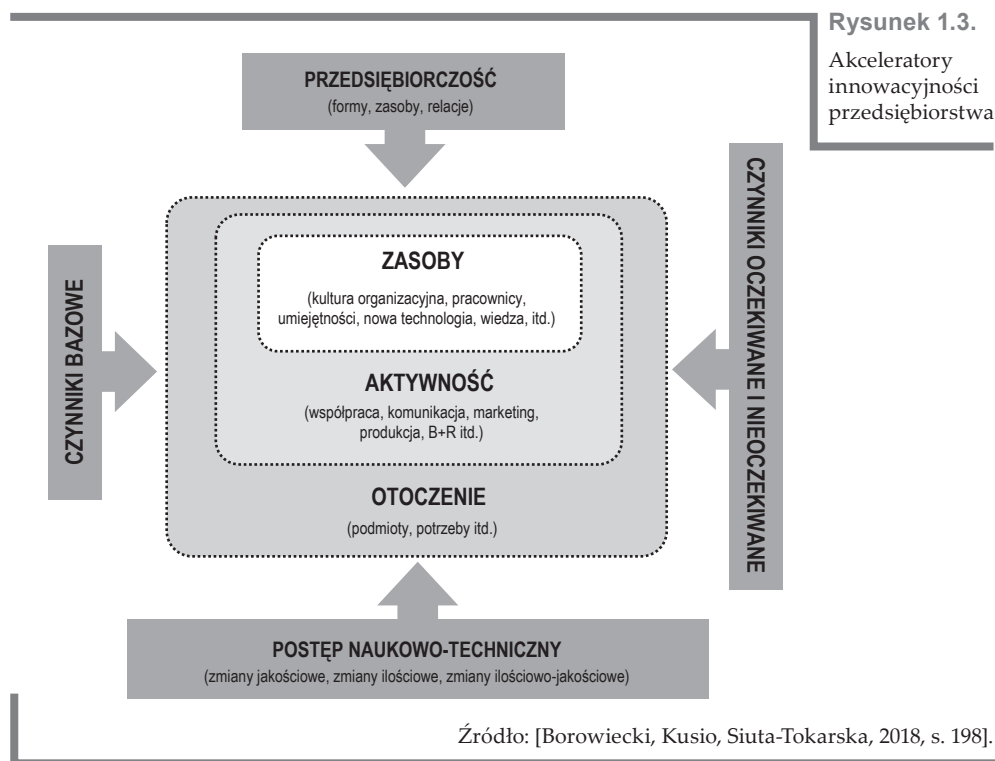 Rysunek 1.3.
Akceleratory
innowacyjności
przedsiębiorstwa
PRZEDSIĘBIORCZOŚĆ
(formy, zasoby, relacje)
CZYNNIKI BAZOWE
ZASOBY
(kultura organizacyjna, pracownicy,
umiejętności, nowa technologia, wiedza, itd.)
AKTYWNOŚĆ
(współpraca, komunikacja, marketing,
produkcja, B+R itd.)
OTOCZENIE
(podmioty, potrzeby itd.)
CZYNNIKI OCZEKIWANE I NIEOCZEKIWANE
POSTĘP NAUKOWO-TECHNICZNY
(zmiany jakościowe, zmiany ilościowe, zmiany ilościowo-jakościowe)
Źródło: [Borowiecki, Kusio, Siuta-Tokarska, 2018, s. 198].